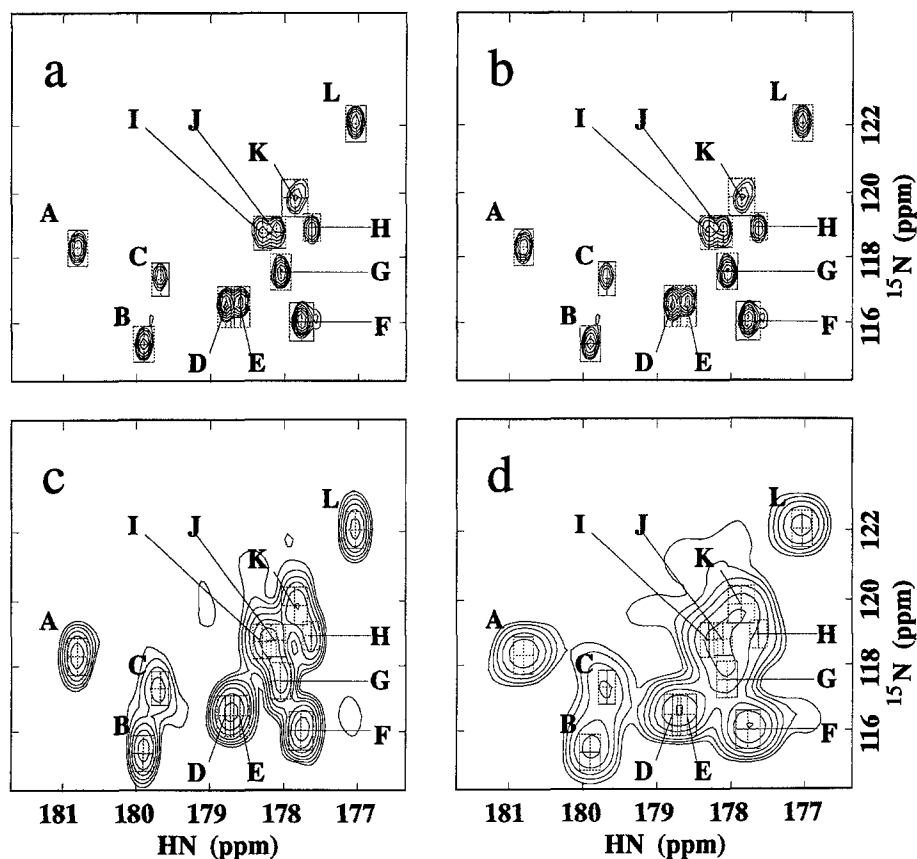 a
b
L
L
I
J
I
J
K
K
122
120
118
116
15N (ppm)
A
H
A
H
C
G
C
G
B
F
B
F
D
E
D
E
c
d
L
L
I
J
I
J
K
K
122
120
118
116
15N (ppm)
A
H
A
H
C
G
C
G
B
F
B
F
D
E
D
E
181
180
179
178
177
181
180
179
178
177
HN (ppm)
HN (ppm)